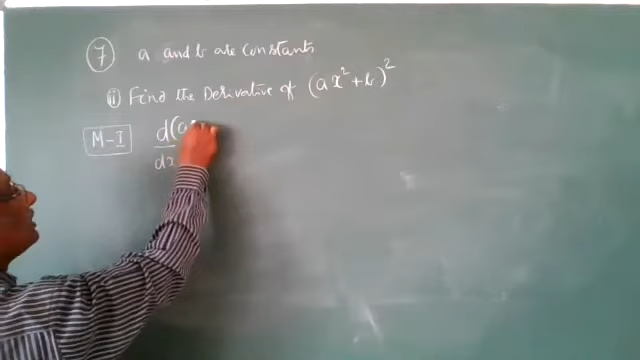 7 a and b are constants
(ii) Find the Derivative of (ax²+b)²
M-I d(a
dx